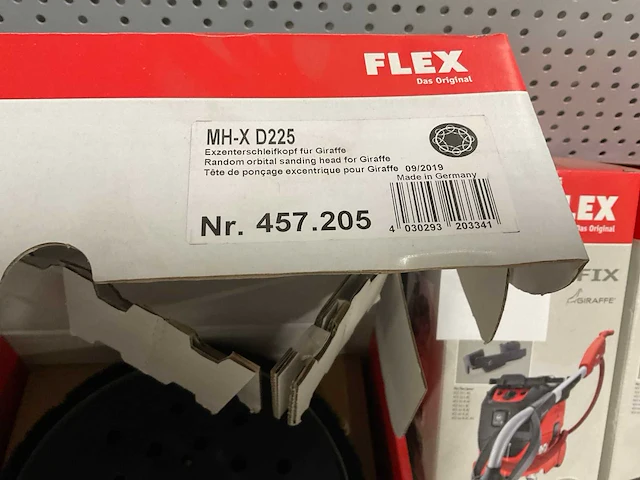 FLEX
Das Original
MH-X D225
Exzenterschleifkopf für Giraffe
Random orbital sanding head for Giraffe
Tête de ponçage excentrique pour Giraffe 09/2019
Made in Germany
Nr. 457.205
4 030293 203341
LEX
Das Original
FIX
GIRAFFE